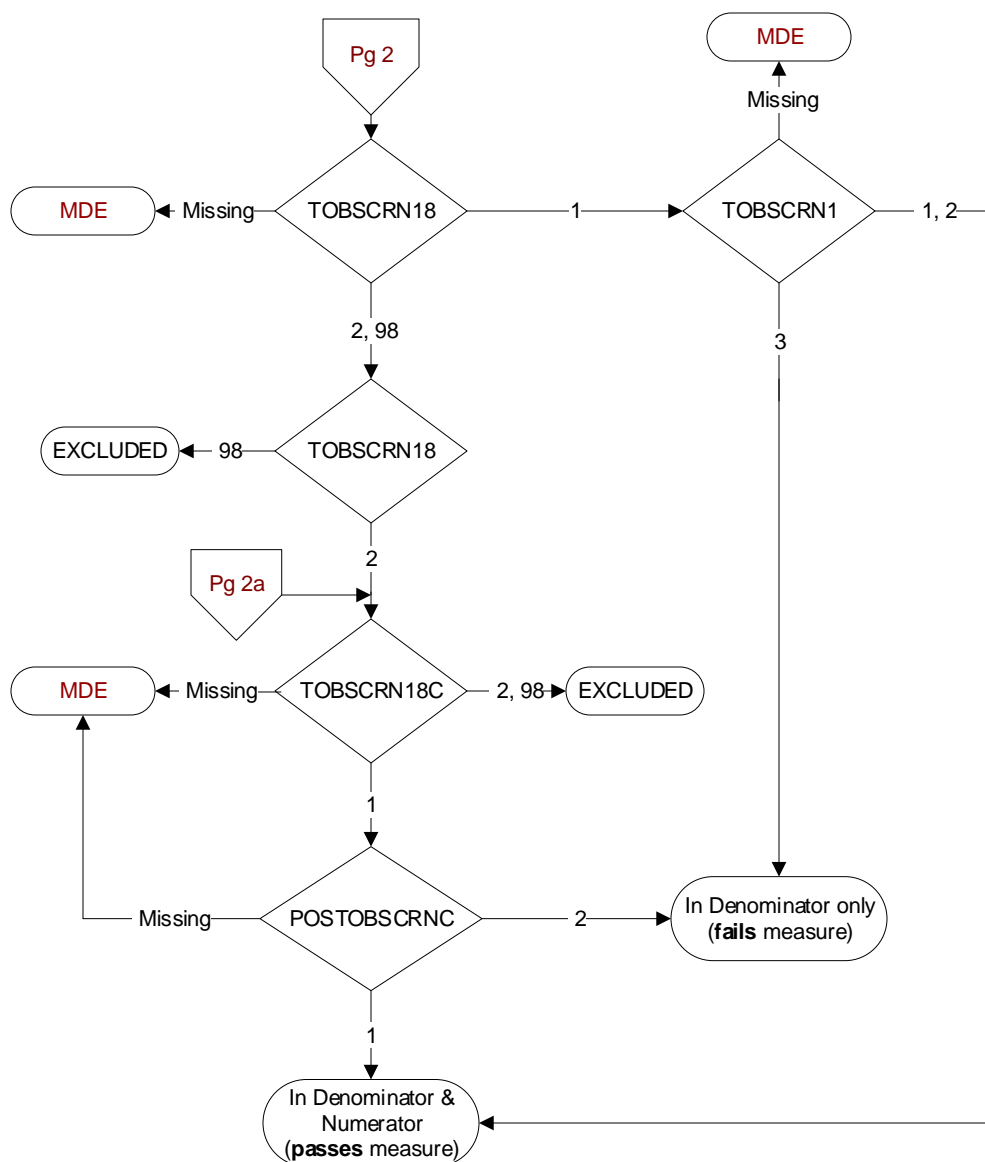 MDE
Pg 2
Missing
MDE
Missing
TOBSCRN18
1
TOBSCRN1
1, 2
2, 98
3
EXCLUDED
98
TOBSCRN18
2
Pg 2a
MDE
Missing
TOBSCRN18C
2, 98
EXCLUDED
1
Missing
POSTOBSCRNC
2
In Denominator only
(fails measure)
1
In Denominator &
Numerator
(passes measure)